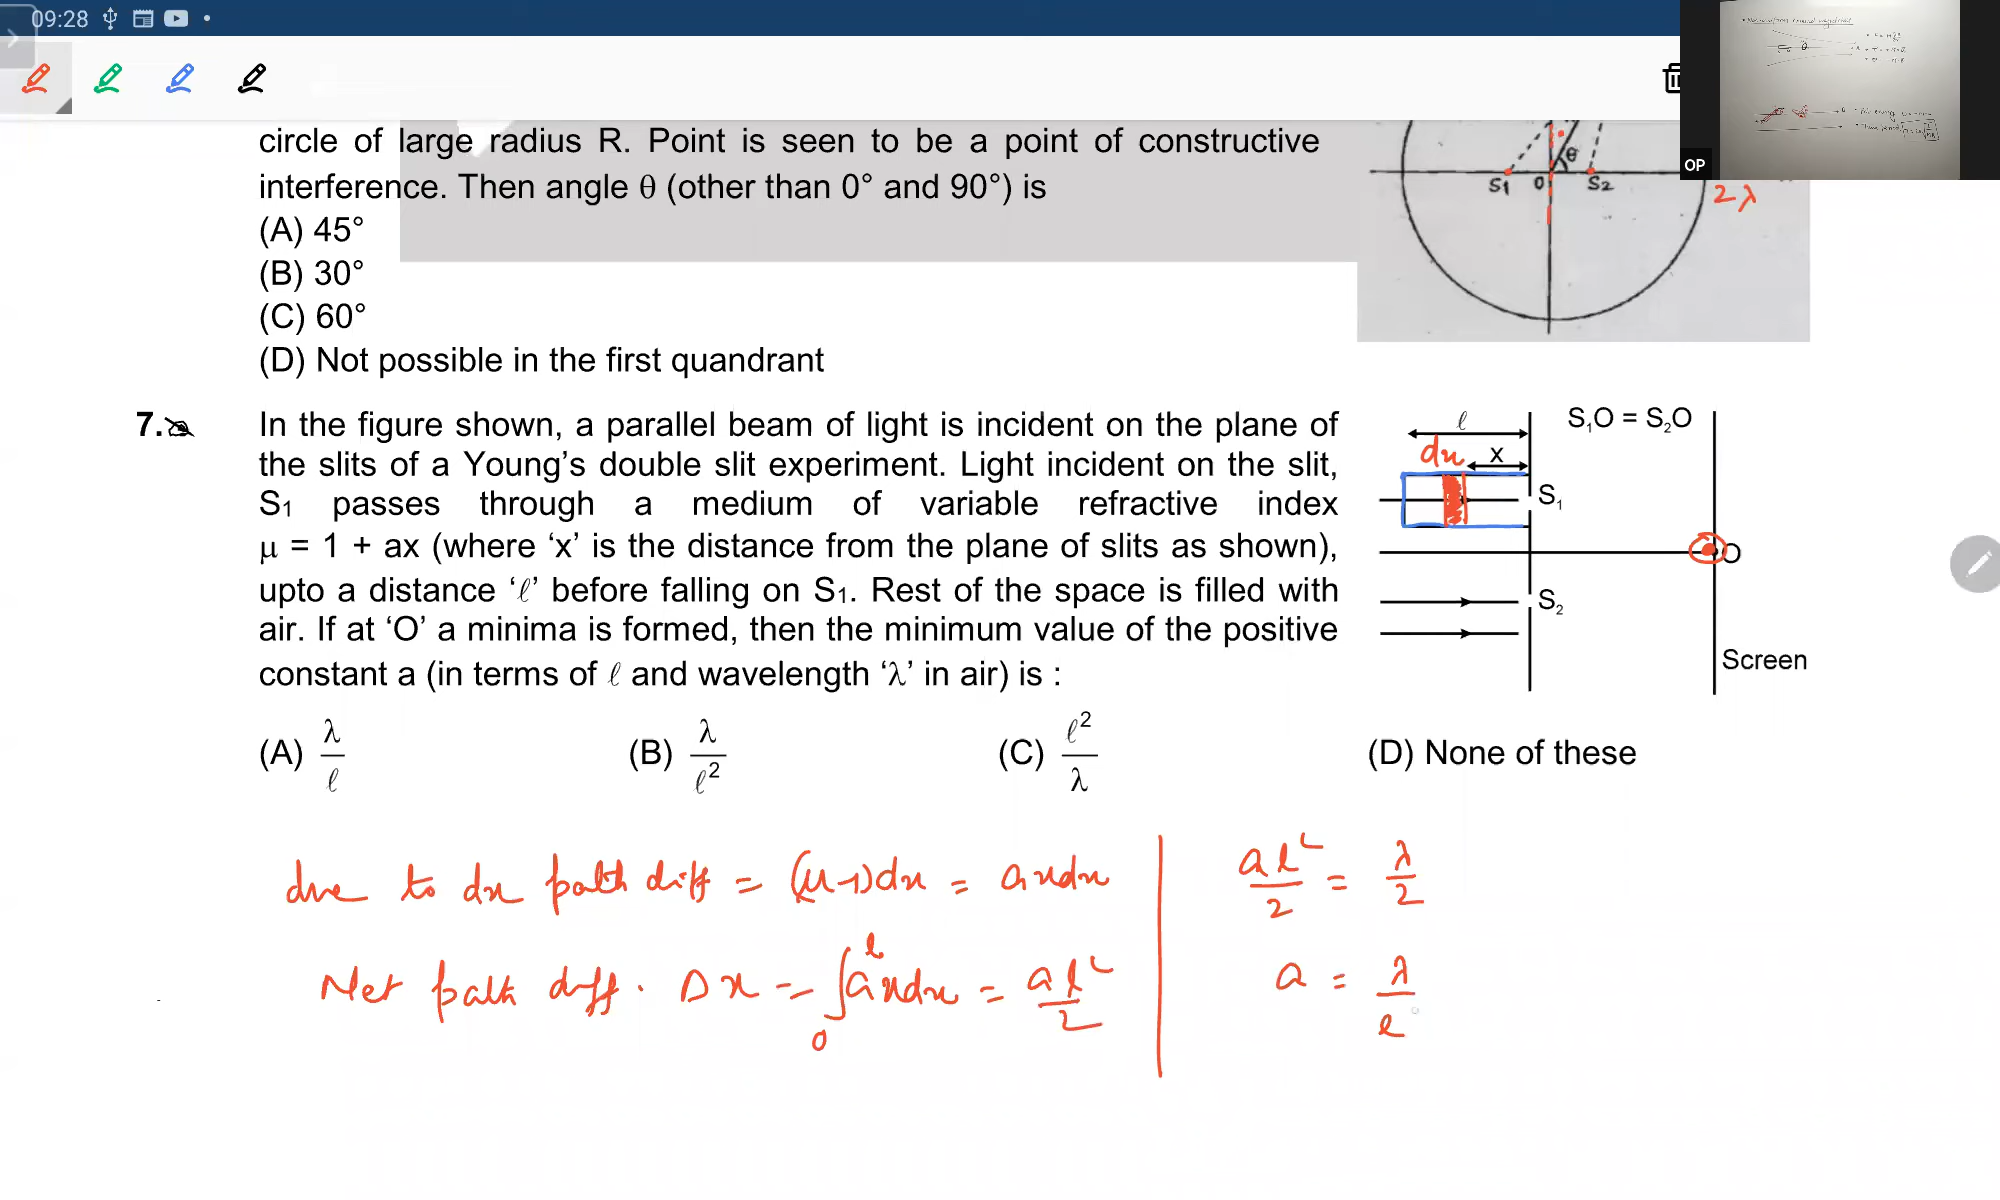 09:28
OP
circle of large radius R. Point is seen to be a point of constructive
interference. Then angle θ (other than 0° and 90°) is
(A) 45°
(B) 30°
(C) 60°
(D) Not possible in the first quandrant
θ
S1 O S2
2λ
7. In the figure shown, a parallel beam of light is incident on the plane of
the slits of a Young's double slit experiment. Light incident on the slit,
S1 passes through a medium of variable refractive index
μ = 1 + ax (where 'x' is the distance from the plane of slits as shown),
upto a distance 'ℓ' before falling on S1. Rest of the space is filled with
air. If at 'O' a minima is formed, then the minimum value of the positive
constant a (in terms of ℓ and wavelength 'λ' in air) is :
ℓ S₁O = S₂O
dx x
S₁
O
S₂
Screen
(A) λ/ℓ (B) λ/ℓ² (C) ℓ²/λ (D) None of these
due to dx path diff = (μ-1)dx = axdx
Net path diff. Δx = ∫₀ˡ axdx = al²/2
al²/2 = λ/2
a = λ/l